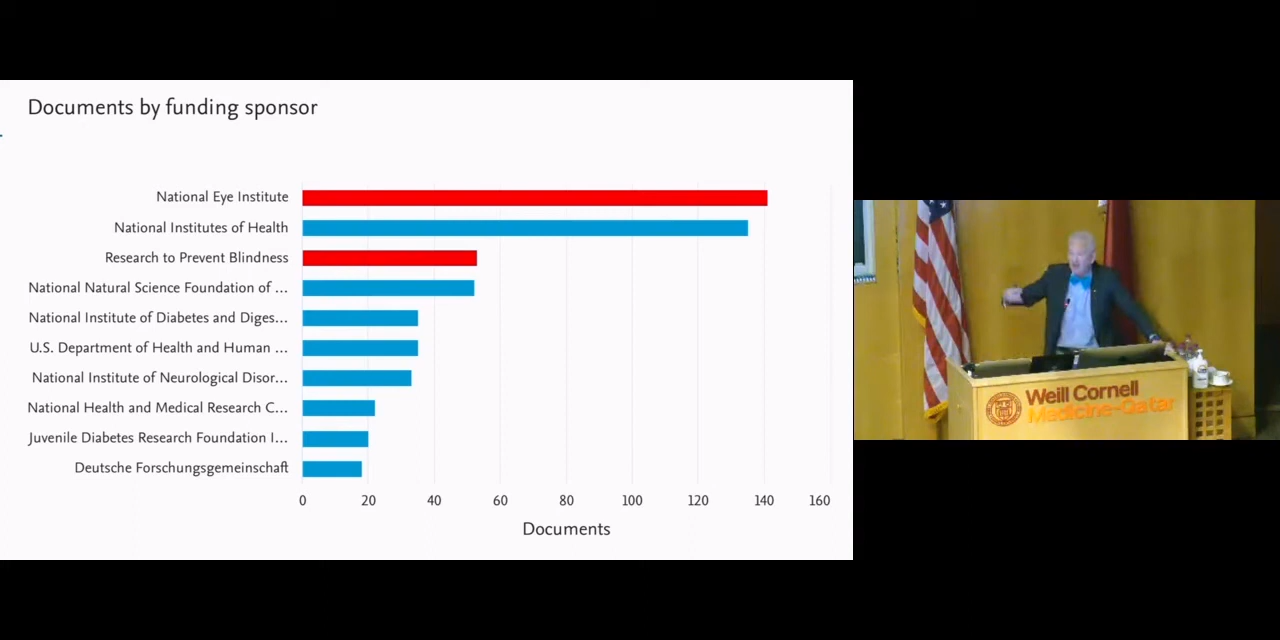 Documents by funding sponsor
National Eye Institute
National Institutes of Health
Research to Prevent Blindness
National Natural Science Foundation of ...
National Institute of Diabetes and Diges...
U.S. Department of Health and Human ...
National Institute of Neurological Disor...
National Health and Medical Research C...
Juvenile Diabetes Research Foundation I...
Deutsche Forschungsgemeinschaft
0 20 40 60 80 100 120 140 160
Documents
Weill Cornell
Medicine-Qatar